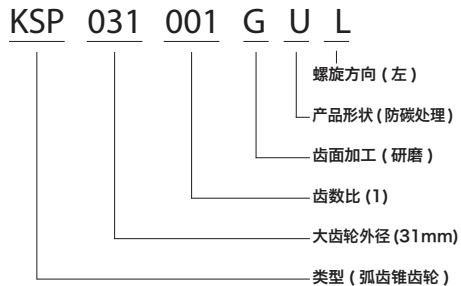 KSP 031 001 G U L
螺旋方向 ( 左 )
产品形状 ( 防碳处理 )
齿面加工 ( 研磨 )
齿数比 (1)
大齿轮外径 (31mm)
类型 ( 弧齿锥齿轮 )